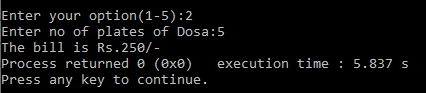 Enter your option(1-5):2
Enter no of plates of Dosa:5
The bill is Rs.250/-
Process returned 0 (0x0)   execution time : 5.837 s
Press any key to continue.